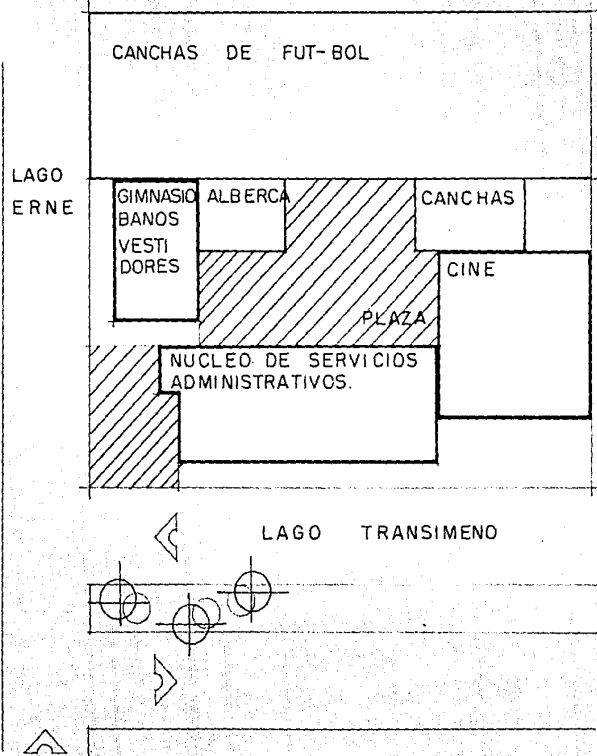 CANCHAS DE FUT-BOL
LAGO
ERNE
GIMNASIO
BANOS
VESTI
DORES
ALBERCA
CANCHAS
CINE
PLAZA
NUCLEO DE SERVICIOS
ADMINISTRATIVOS.
LAGO TRANSIMENO